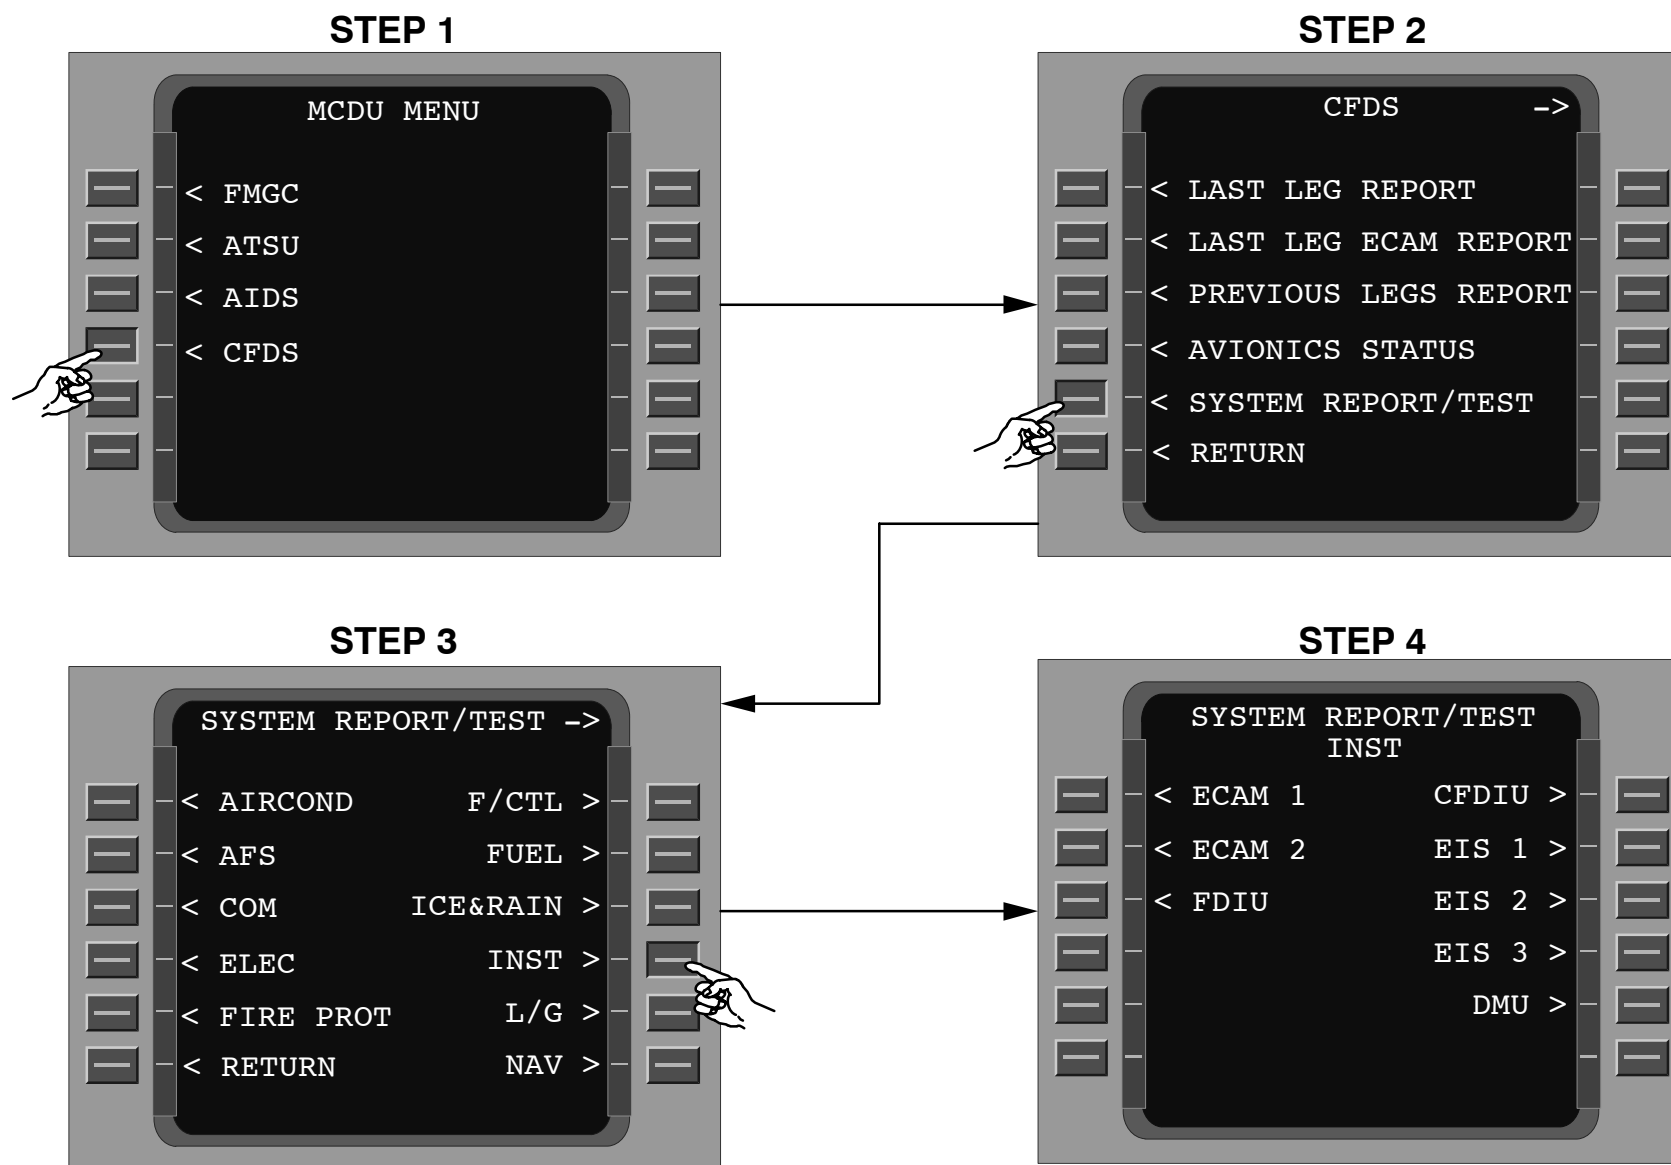 STEP 1
MCDU MENU
< FMGC
< ATSU
< AIDS
< CFDS
STEP 2
CFDS ->
< LAST LEG REPORT
< LAST LEG ECAM REPORT
< PREVIOUS LEGS REPORT
< AVIONICS STATUS
< SYSTEM REPORT/TEST
< RETURN
STEP 3
SYSTEM REPORT/TEST ->
< AIRCOND F/CTL >
< AFS FUEL >
< COM ICE&RAIN >
< ELEC INST >
< FIRE PROT L/G >
< RETURN NAV >
STEP 4
SYSTEM REPORT/TEST
INST
< ECAM 1 CFDIU >
< ECAM 2 EIS 1 >
< FDIU EIS 2 >
EIS 3 >
DMU >